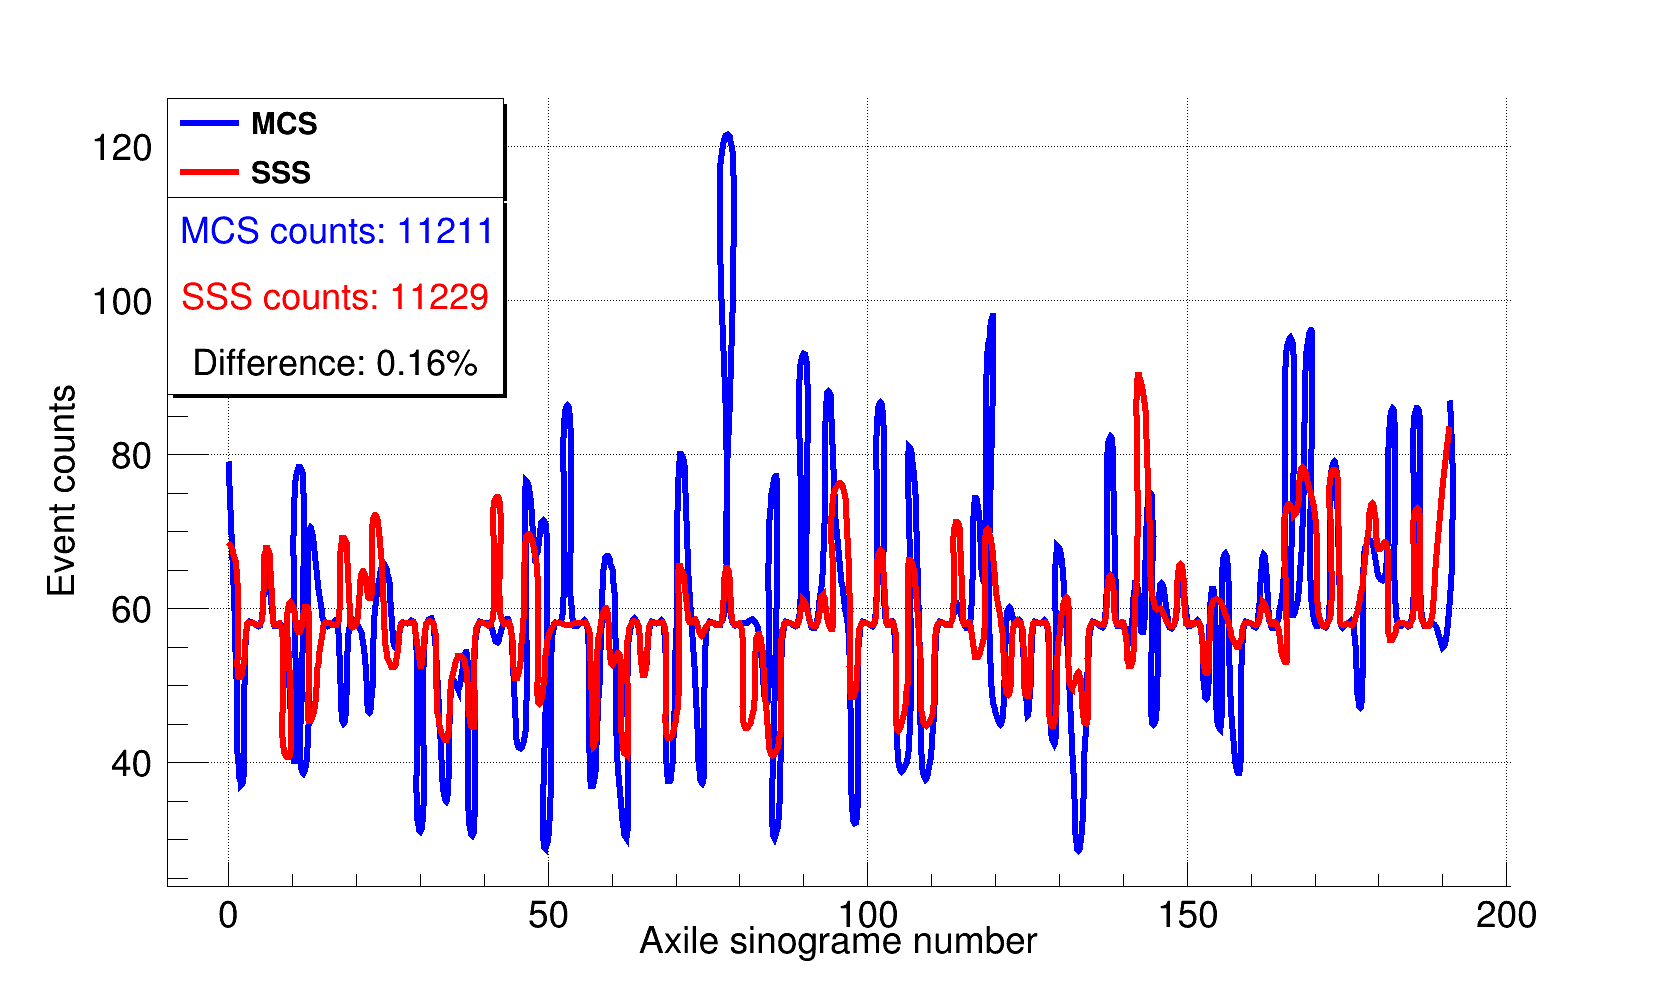 MCS
SSS
MCS counts: 11211
SSS counts: 11229
Difference: 0.16%
120
100
80
60
40
Event counts
0 50 100 150 200
Axile sinograme number